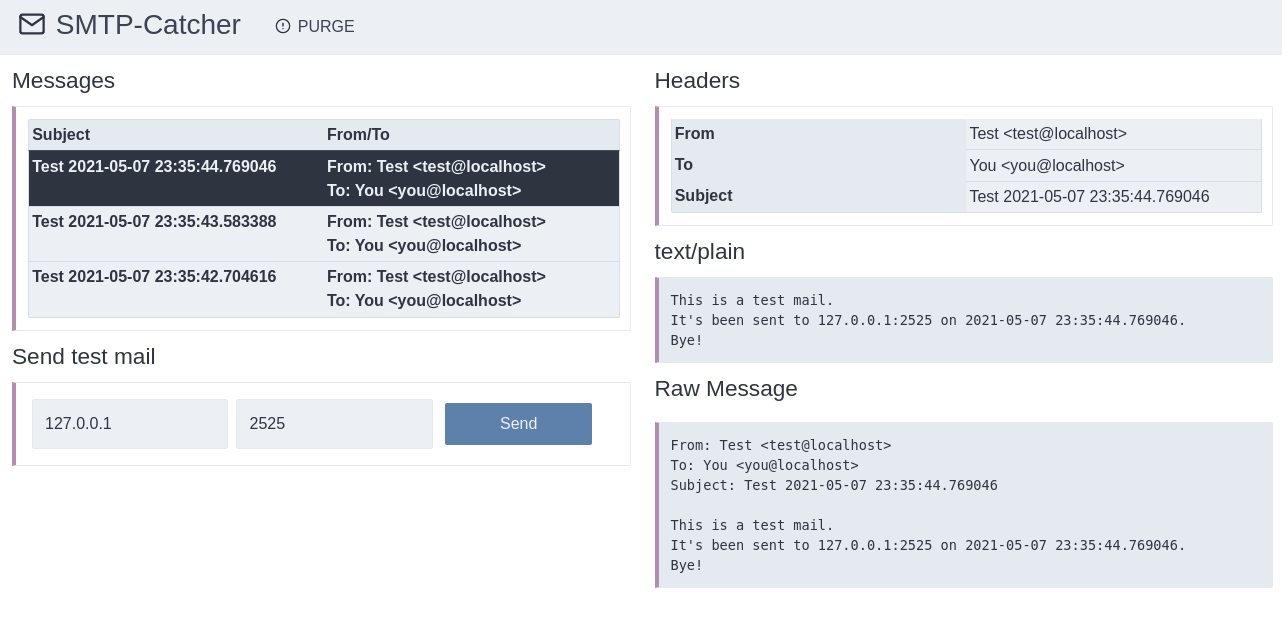 SMTP-Catcher PURGE
Messages
Subject From/To
Test 2021-05-07 23:35:44.769046 From: Test <test@localhost>
To: You <you@localhost>
Test 2021-05-07 23:35:43.583388 From: Test <test@localhost>
To: You <you@localhost>
Test 2021-05-07 23:35:42.704616 From: Test <test@localhost>
To: You <you@localhost>
Send test mail
127.0.0.1 2525 Send
Headers
From Test <test@localhost>
To You <you@localhost>
Subject Test 2021-05-07 23:35:44.769046
text/plain
This is a test mail.
It's been sent to 127.0.0.1:2525 on 2021-05-07 23:35:44.769046.
Bye!
Raw Message
From: Test <test@localhost>
To: You <you@localhost>
Subject: Test 2021-05-07 23:35:44.769046

This is a test mail.
It's been sent to 127.0.0.1:2525 on 2021-05-07 23:35:44.769046.
Bye!